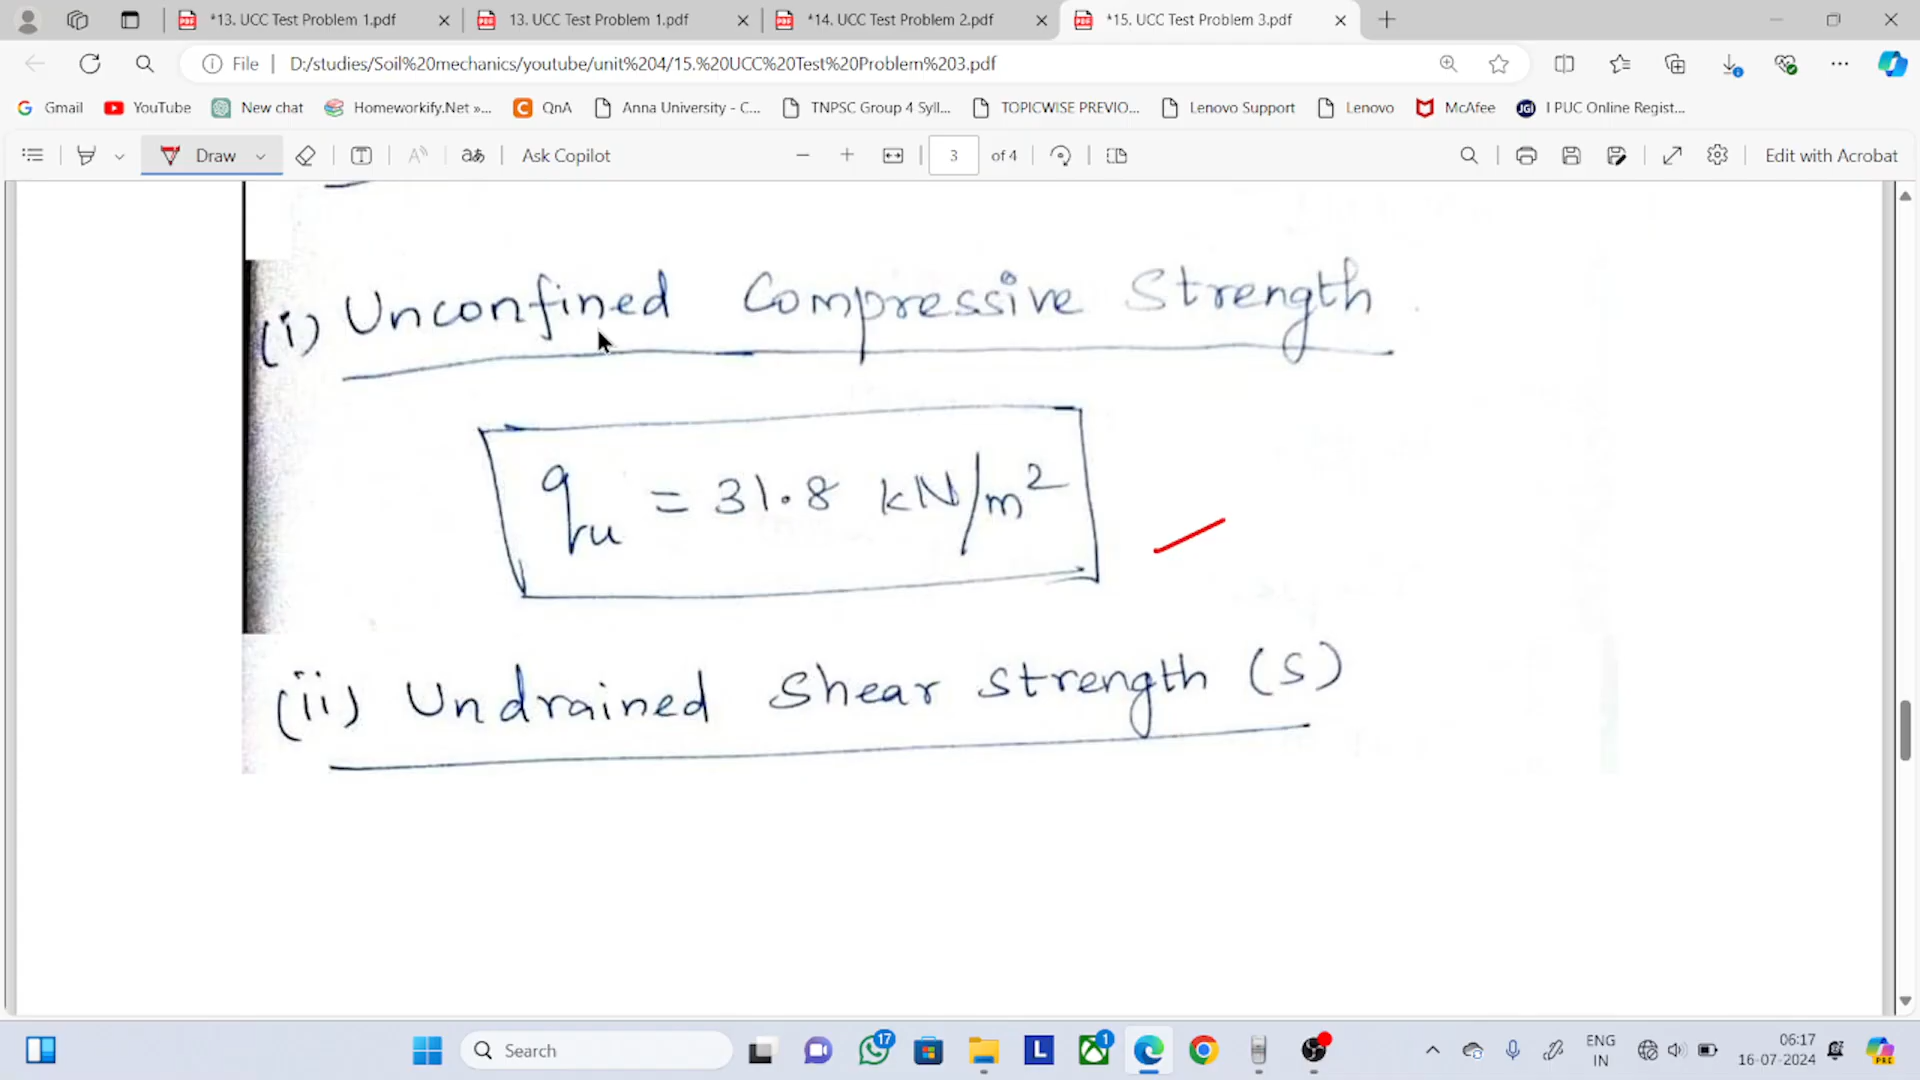 *13. UCC Test Problem 1.pdf
13. UCC Test Problem 1.pdf
*14. UCC Test Problem 2.pdf
*15. UCC Test Problem 3.pdf
File
D:/studies/Soil%20mechanics/youtube/unit%204/15.%20UCC%20Test%20Problem%203.pdf
Gmail
YouTube
New chat
Homeworkify.Net »...
QnA
Anna University - C...
TNPSC Group 4 Syll...
TOPICWISE PREVIO...
Lenovo Support
Lenovo
McAfee
I PUC Online Regist...
Draw
Ask Copilot
3
of 4
Edit with Acrobat
(i) Unconfined Compressive Strength
qu = 31.8 kN/m²
(ii) Undrained Shear Strength (S)
Search
17
1
ENG
IN
06:17
16-07-2024